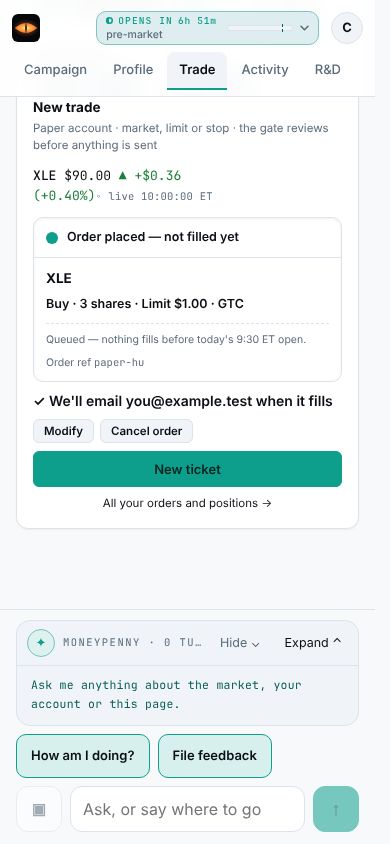 OPENS IN 6h 51m
pre-market
C
Campaign Profile Trade Activity R&D
New trade
Paper account · market, limit or stop · the gate reviews
before anything is sent
XLE $90.00 ▲ +$0.36
(+0.40%) live 10:00:00 ET
Order placed — not filled yet
XLE
Buy · 3 shares · Limit $1.00 · GTC
Queued — nothing fills before today's 9:30 ET open.
Order ref paper-hu
✓ We'll email you@example.test when it fills
Modify Cancel order
New ticket
All your orders and positions →
MONEYPENNY · 0 TU… Hide Expand
Ask me anything about the market, your
account or this page.
How am I doing? File feedback
Ask, or say where to go